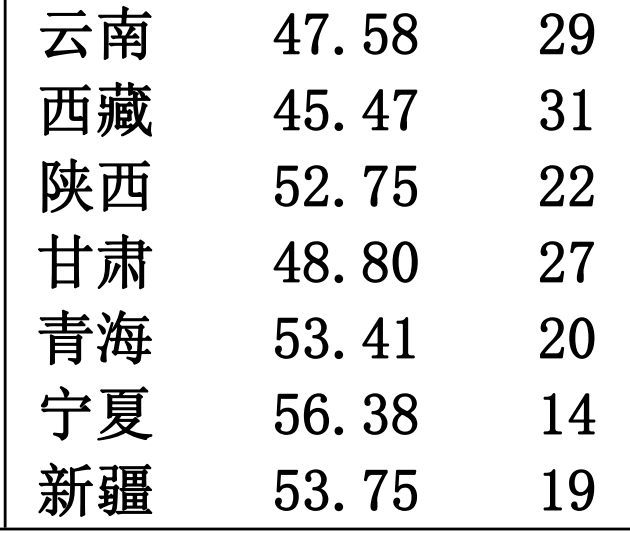 云南 47.58 29
西藏 45.47 31
陕西 52.75 22
甘肃 48.80 27
青海 53.41 20
宁夏 56.38 14
新疆 53.75 19